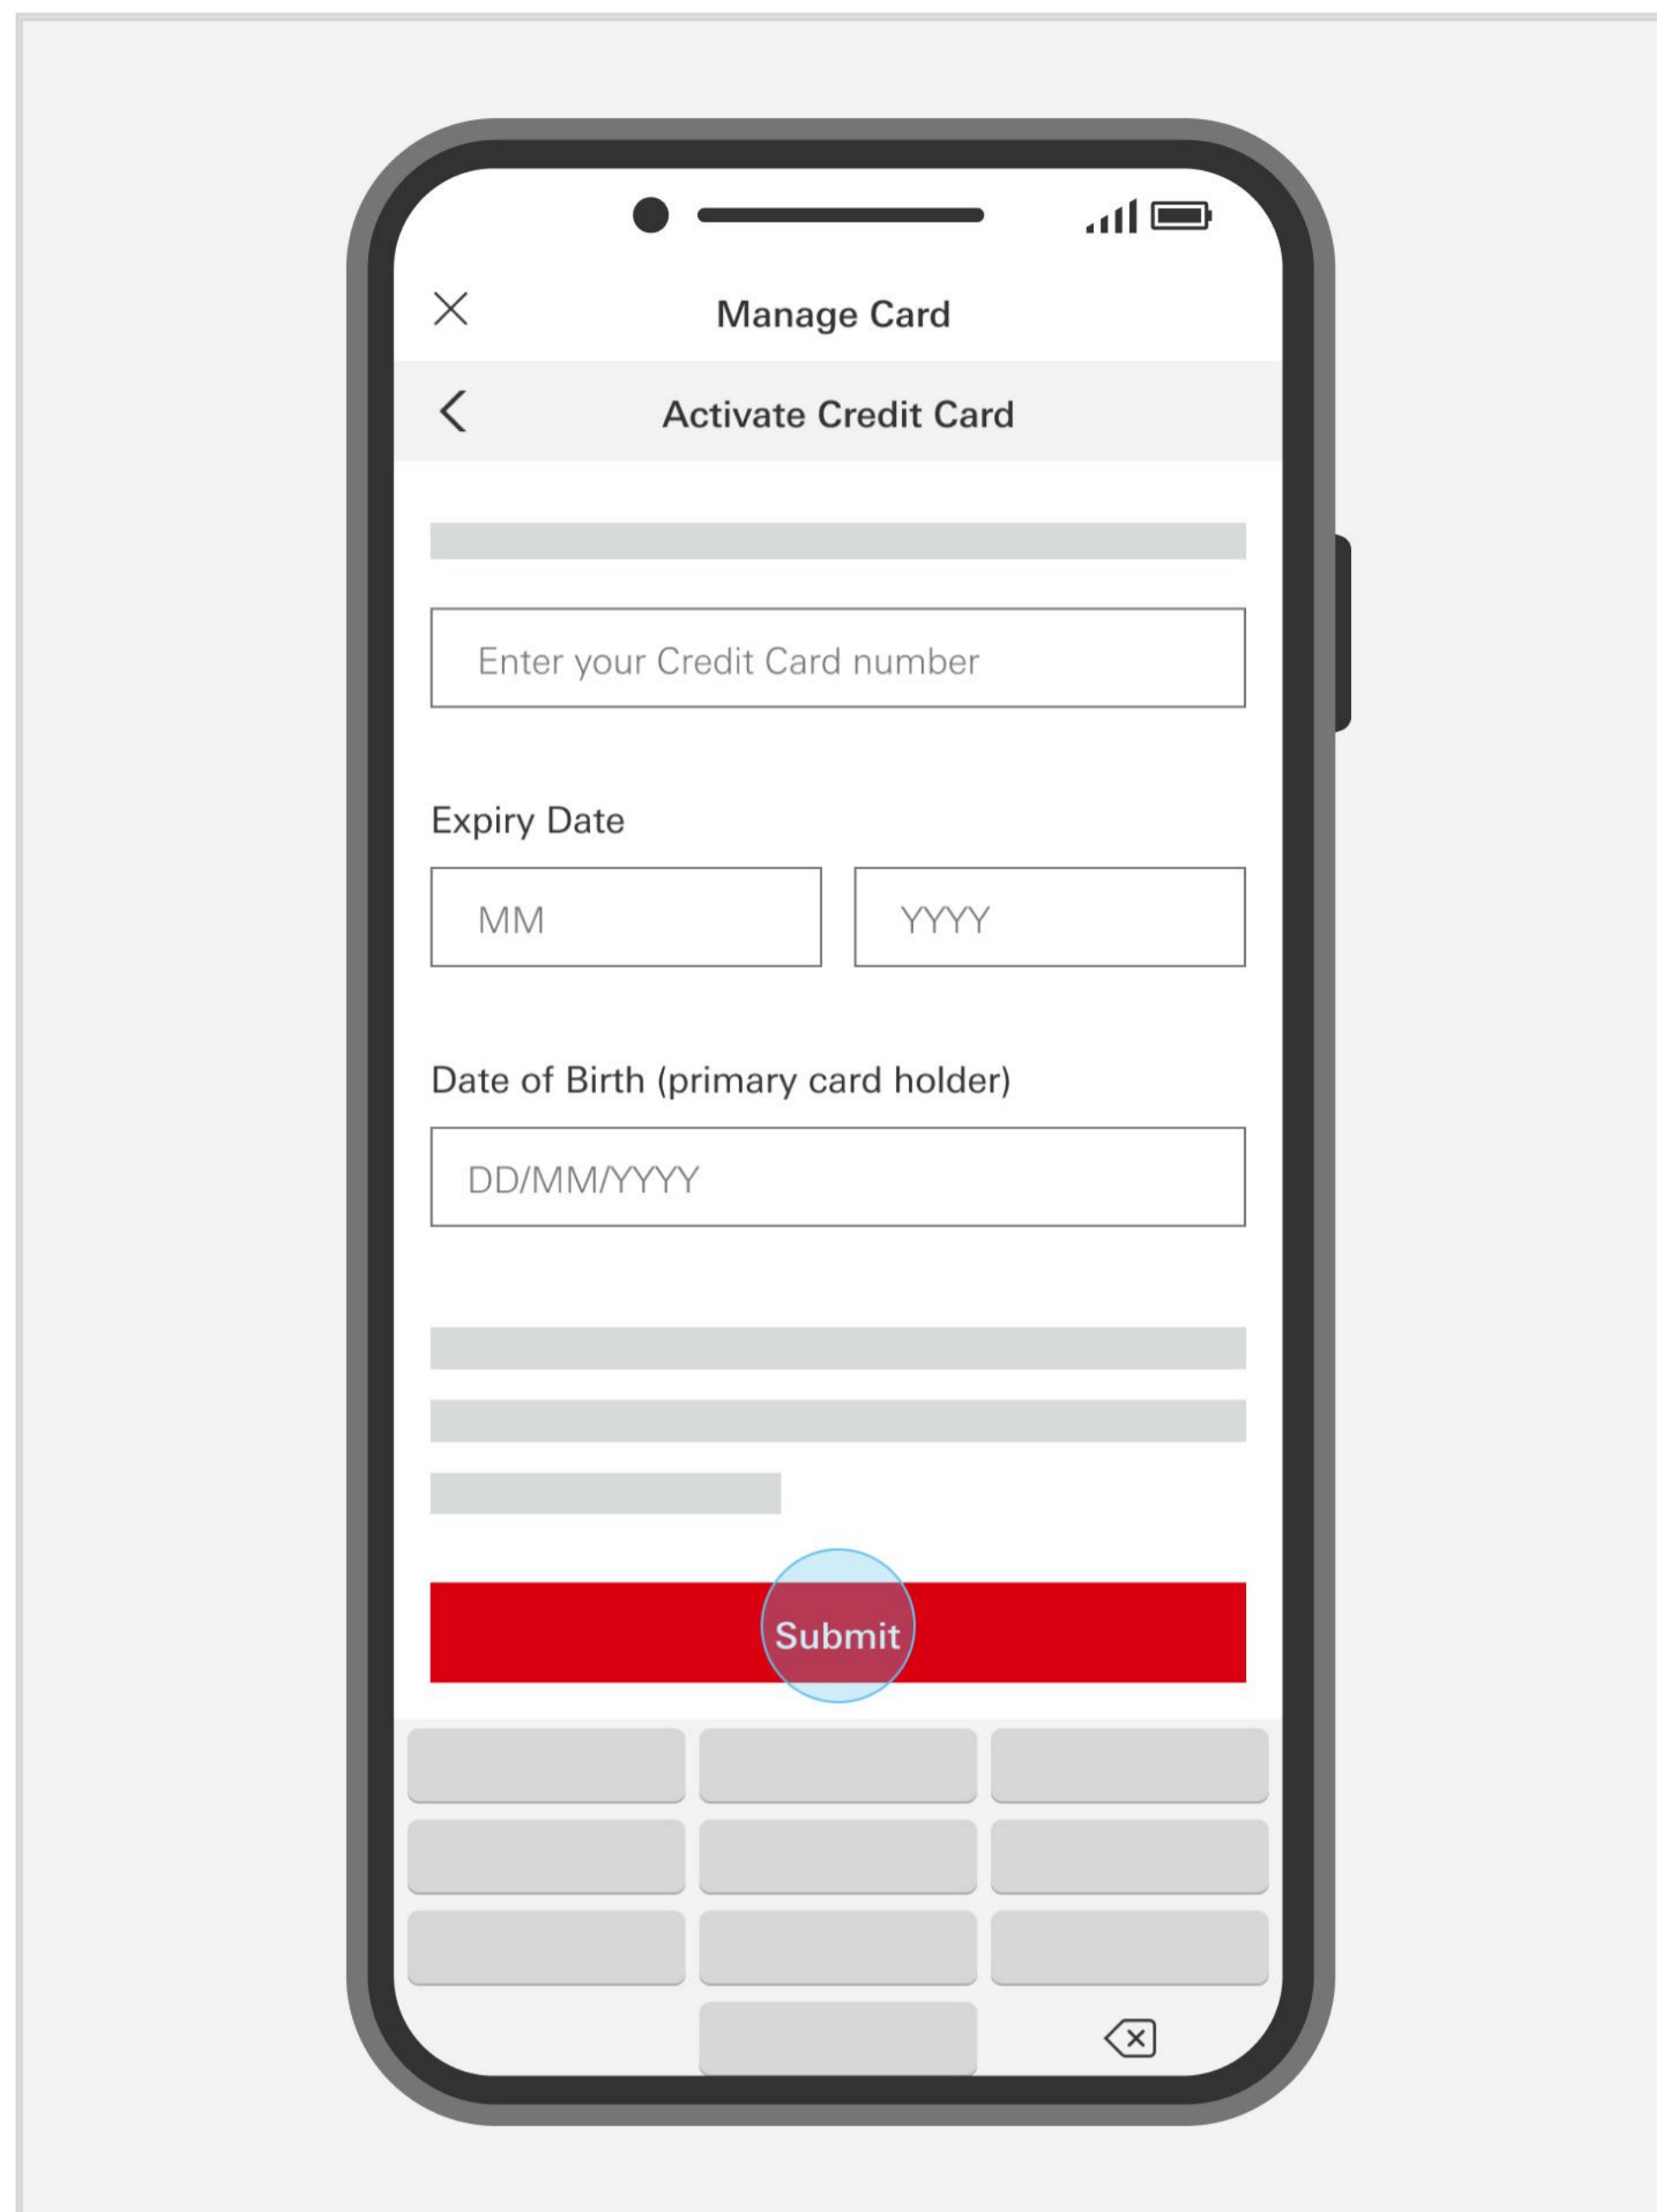 Manage Card
Activate Credit Card
Enter your Credit Card number
Expiry Date
MM YYYY
Date of Birth (primary card holder)
DD/MM/YYYY
Submit